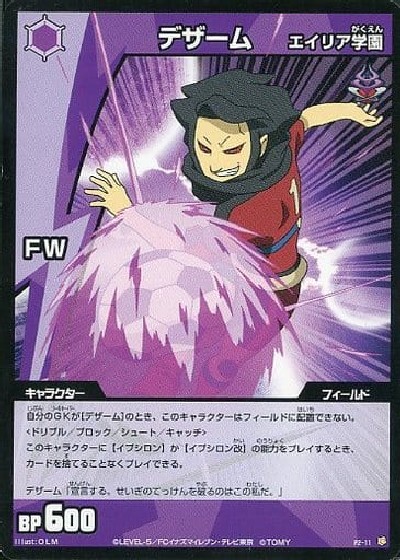 デザーム
エイリア学園
がくえん
FW
キャラクター
フィールド
自分のGKが[デザーム]のとき、このキャラクターはフィールドに配置できない。
<ドリブル/ブロック/シュート/キャッチ>
このキャラクターに【イプシロン】か【イプシロン改】の能力をプレイするとき、
カードを捨てることなくプレイできる。
デザーム「宣言する、せいぎのてっけんを破るのはこの私だ。」
BP600
Illust:OLM
©LEVEL-5/FCイナズマイレブン・テレビ東京 ©TOMY